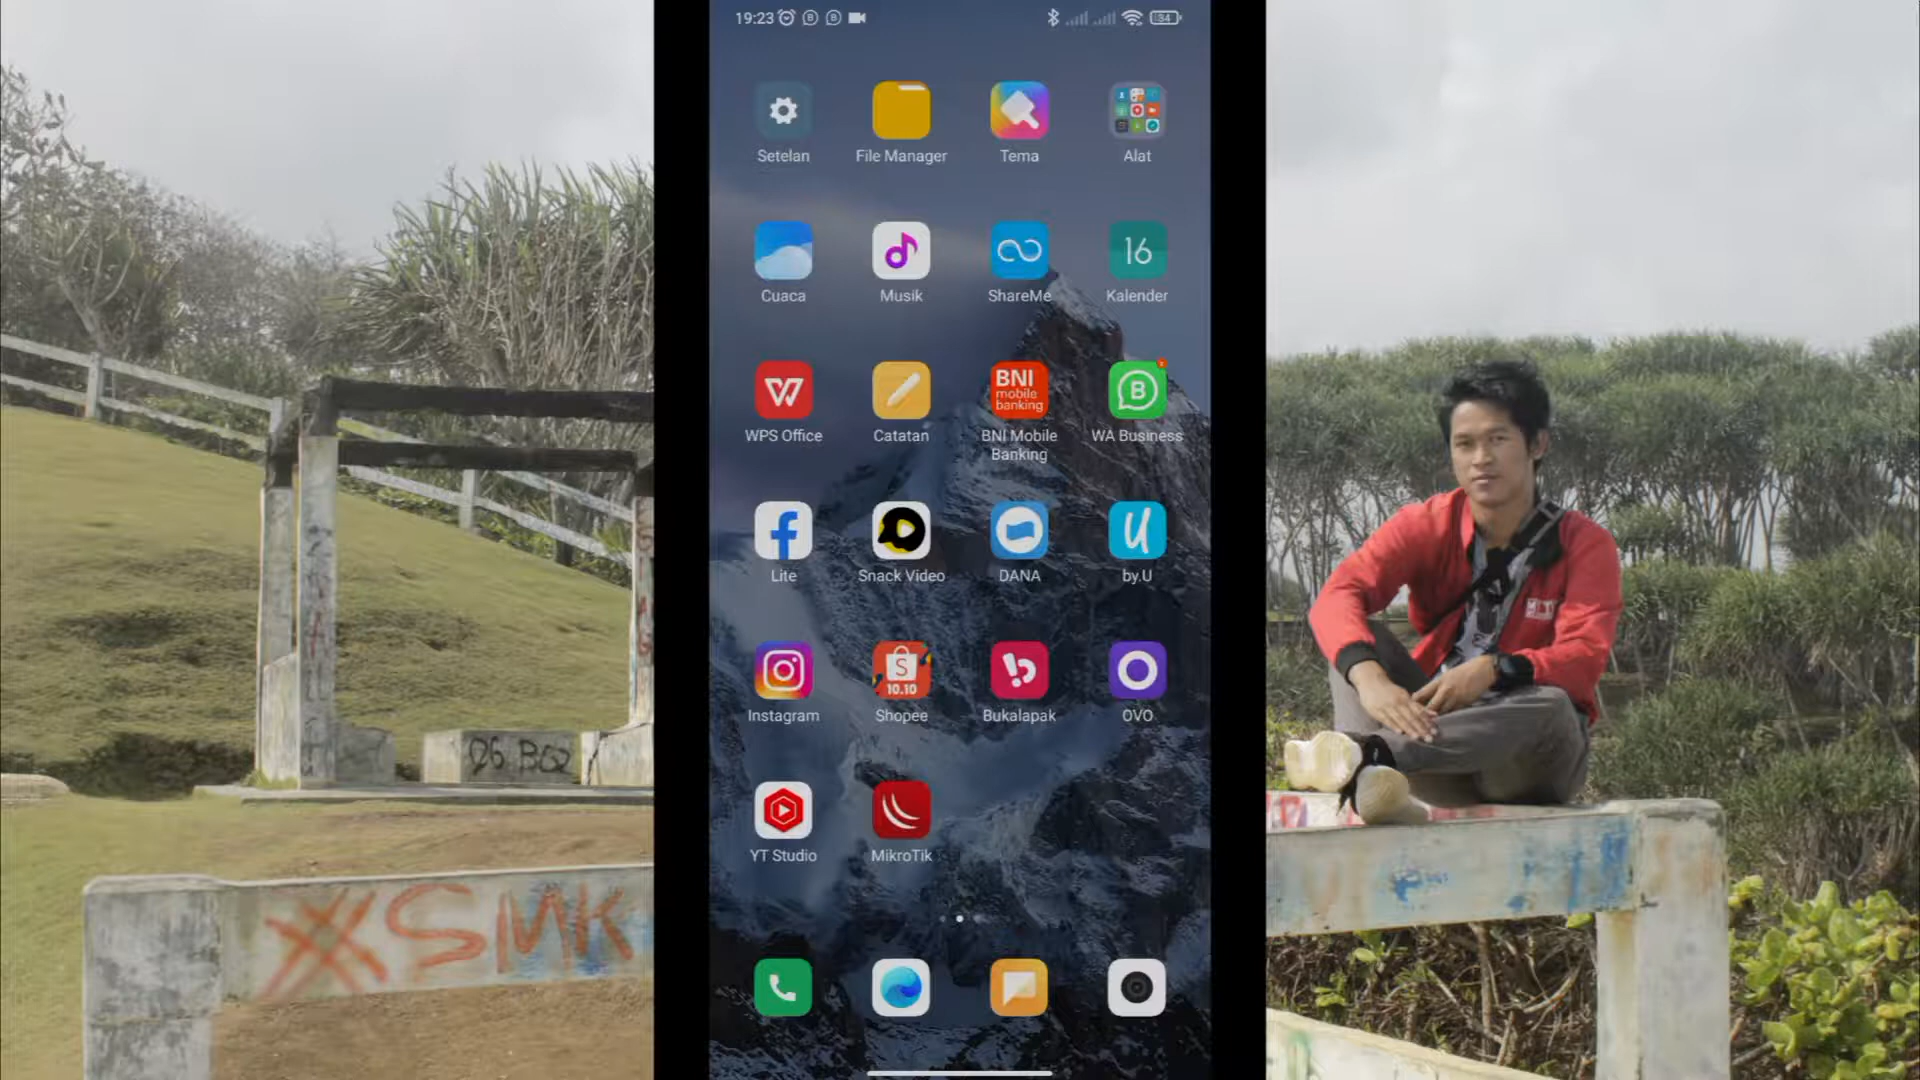 19:23
34
Setelan
File Manager
Tema
Alat
16
Cuaca
Musik
ShareMe
Kalender
BNI
mobile
banking
B
WPS Office
Catatan
BNI Mobile
Banking
WA Business
Lite
Snack Video
DANA
by.U
S
10.10
Instagram
Shopee
Bukalapak
OVO
YT Studio
MikroTik
#SMK